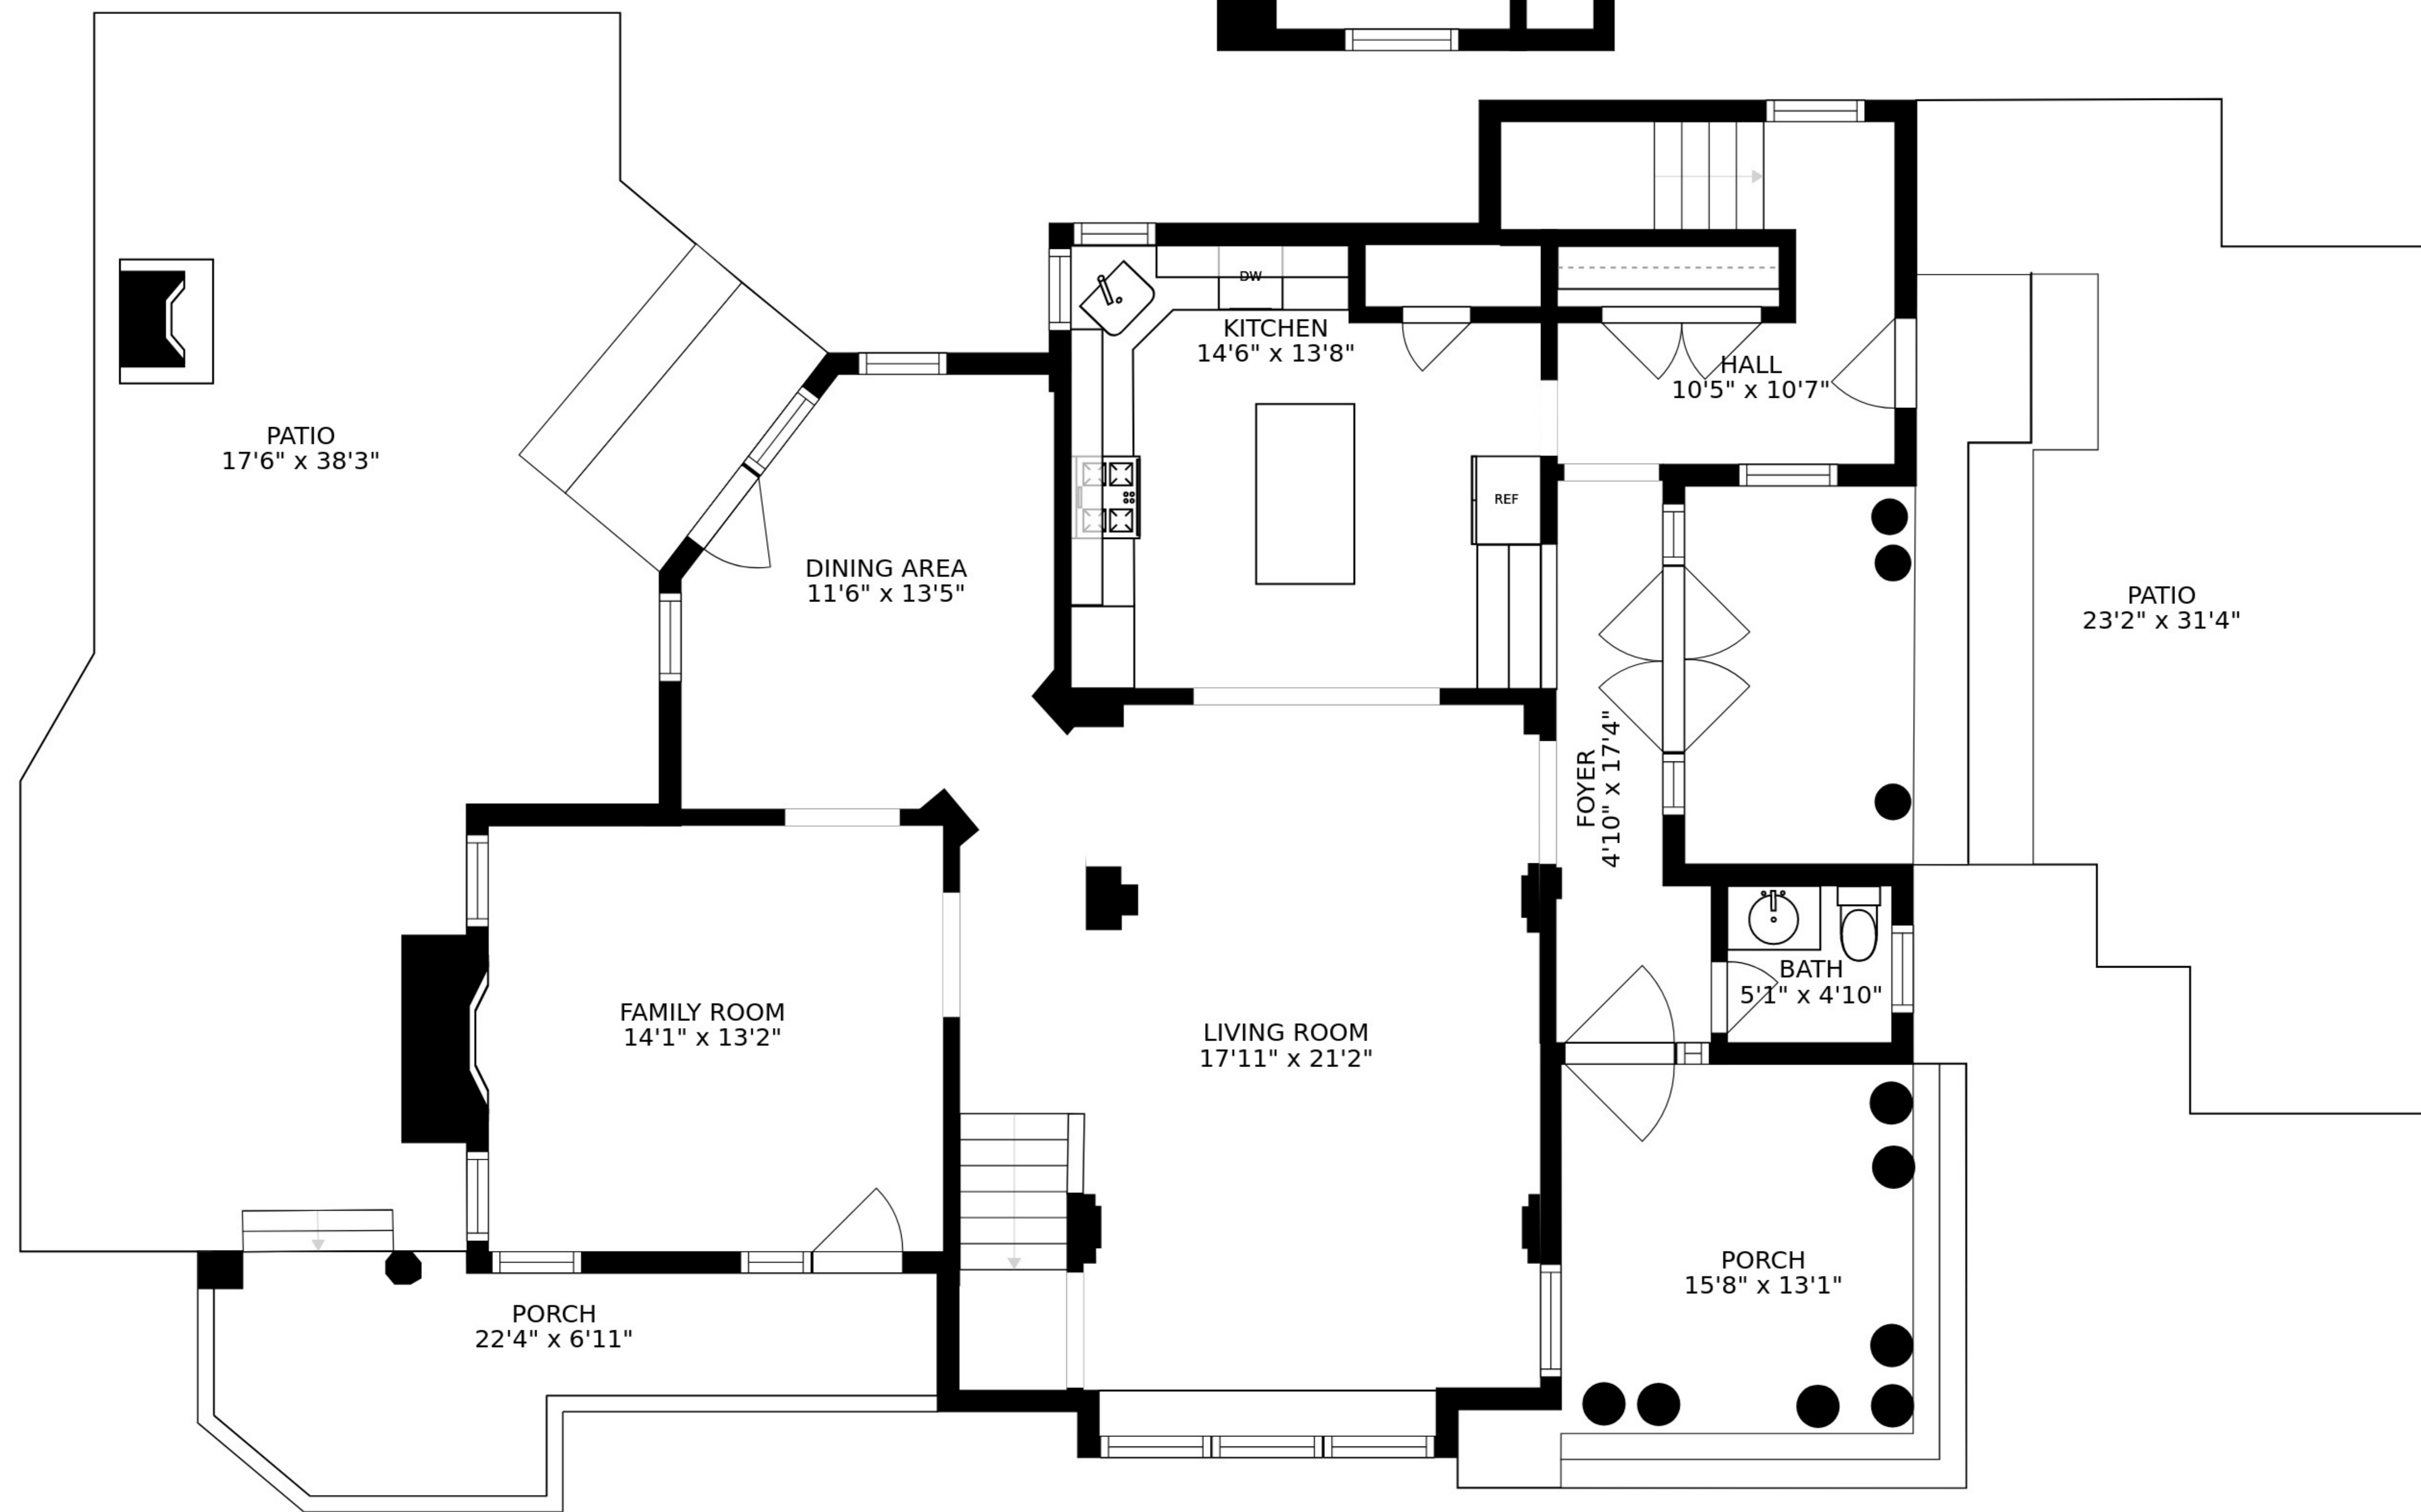 DW
KITCHEN
14'6" x 13'8"
HALL
10'5" x 10'7"
PATIO
17'6" x 38'3"
REF
DINING AREA
11'6" x 13'5"
PATIO
23'2" x 31'4"
FOYER
4'10" x 17'4"
BATH
5'1" x 4'10"
FAMILY ROOM
14'1" x 13'2"
LIVING ROOM
17'11" x 21'2"
PORCH
15'8" x 13'1"
PORCH
22'4" x 6'11"